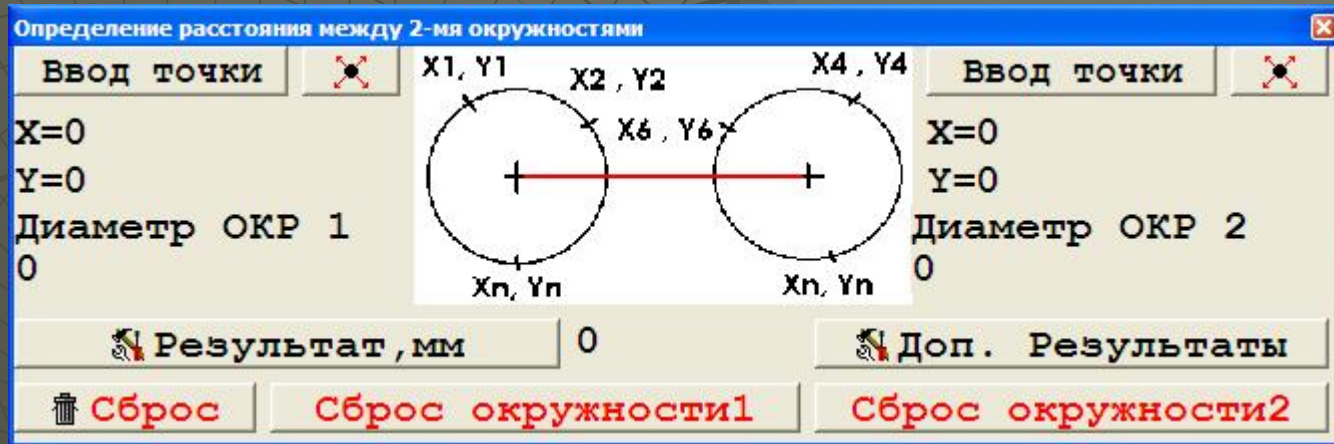 Определение расстояния между 2-мя окружностями
Ввод точки
X1, Y1
X2 , Y2
X4 , Y4
Ввод точки
X=0
X6 , Y6
X=0
Y=0
Y=0
Диаметр ОКР 1
Диаметр ОКР 2
0
0
Xn, Yn
Xn, Yn
Результат,мм
0
Доп. Результаты
Сброс
Сброс окружности1
Сброс окружности2